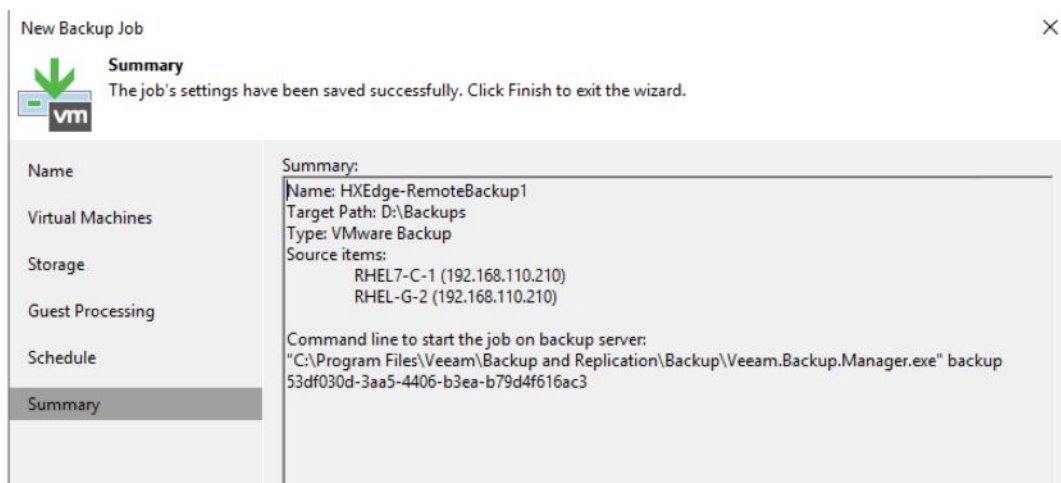 New Backup Job
Summary
The job's settings have been saved successfully. Click Finish to exit the wizard.
vm
Name
Virtual Machines
Storage
Guest Processing
Schedule
Summary
Summary:
Name: HXEdge-RemoteBackup1
Target Path: D:\Backups
Type: VMware Backup
Source items:
RHEL7-C-1 (192.168.110.210)
RHEL-G-2 (192.168.110.210)
Command line to start the job on backup server:
"C:\Program Files\Veeam\Backup and Replication\Backup\Veeam.Backup.Manager.exe" backup
53df030d-3aa5-4406-b3ea-b79d4f616ac3